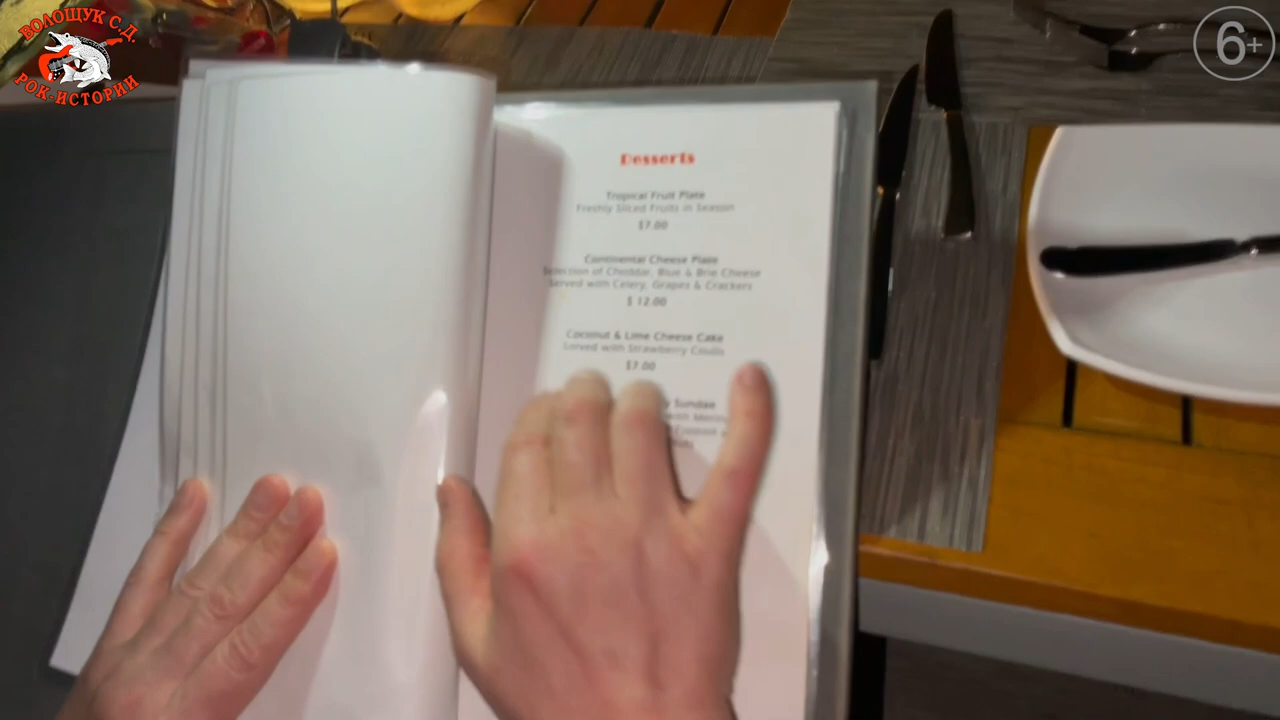 ВОЛОЩУК С.Д.
РОК-ИСТОРИИ
6+
Desserts
Tropical Fruit Plate
Freshly Sliced Fruits in Season
$7.00
Continental Cheese Plate
Selection of Cheddar, Blue & Brie Cheese
Served with Celery, Grapes & Crackers
$ 12.00
Coconut & Lime Cheese Cake
Served with Strawberry Coulis
$7.00
Sundae
with